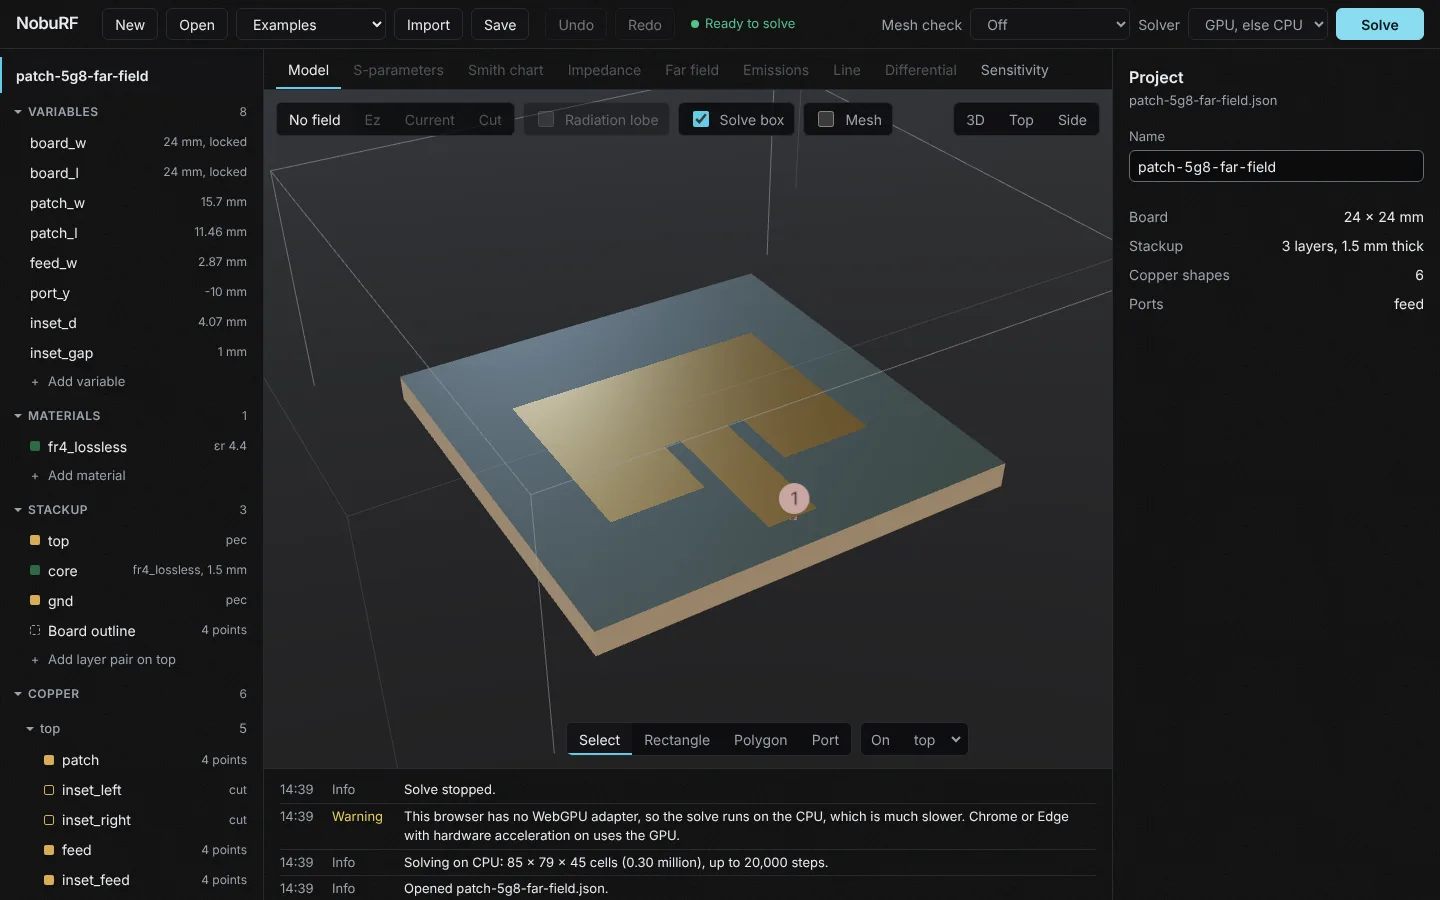 NobuRF
New
Open
Examples
Import
Save
Undo
Redo
Ready to solve
Mesh check
Off
Solver
GPU, else CPU
Solve
patch-5g8-far-field
VARIABLES 8
board_w 24 mm, locked
board_l 24 mm, locked
patch_w 15.7 mm
patch_l 11.46 mm
feed_w 2.87 mm
port_y -10 mm
inset_d 4.07 mm
inset_gap 1 mm
+ Add variable
MATERIALS 1
fr4_lossless εr 4.4
+ Add material
STACKUP 3
top pec
core fr4_lossless, 1.5 mm
gnd pec
Board outline 4 points
+ Add layer pair on top
COPPER 6
top 5
patch 4 points
inset_left cut
inset_right cut
feed 4 points
inset_feed 4 points
Model
S-parameters
Smith chart
Impedance
Far field
Emissions
Line
Differential
Sensitivity
No field
Ez
Current
Cut
Radiation lobe
Solve box
Mesh
3D
Top
Side
1
Select
Rectangle
Polygon
Port
On
top
14:39 Info Solve stopped.
14:39 Warning This browser has no WebGPU adapter, so the solve runs on the CPU, which is much slower. Chrome or Edge
with hardware acceleration on uses the GPU.
14:39 Info Solving on CPU: 85 × 79 × 45 cells (0.30 million), up to 20,000 steps.
14:39 Info Opened patch-5g8-far-field.json.
Project
patch-5g8-far-field.json
Name
patch-5g8-far-field
Board 24 × 24 mm
Stackup 3 layers, 1.5 mm thick
Copper shapes 6
Ports feed